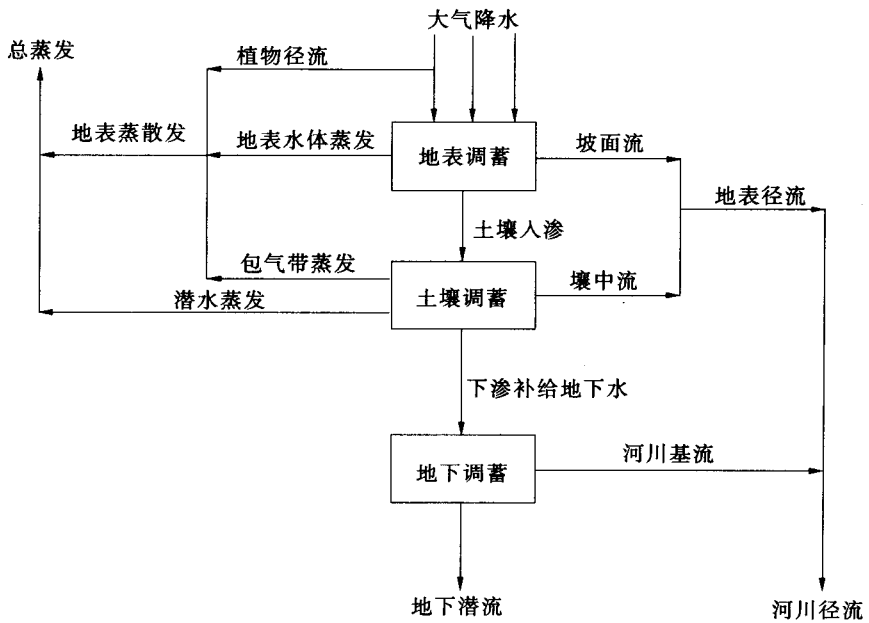 大气降水
总蒸发
植物径流
地表蒸散发
地表水体蒸发
地表调蓄
坡面流
地表径流
土壤入渗
包气带蒸发
潜水蒸发
土壤调蓄
壤中流
下渗补给地下水
地下调蓄
河川基流
地下潜流
河川径流